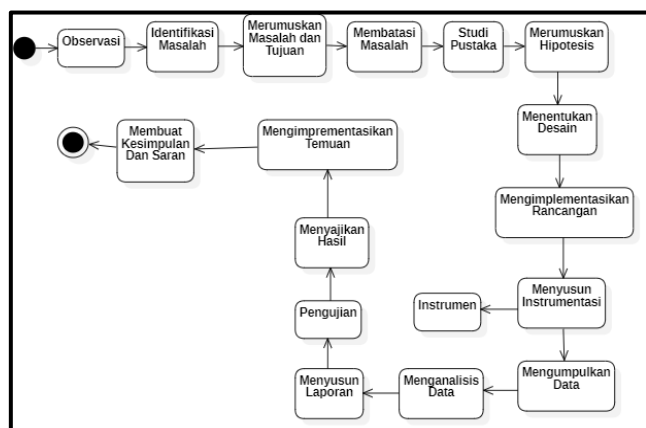 Observasi
Identifikasi
Masalah
Merumuskan
Masalah dan
Tujuan
Membatasi
Masalah
Studi
Pustaka
Merumuskan
Hipotesis
Menentukan
Desain
Mengimplementasikan
Rancangan
Menyusun
Instrumentasi
Instrumen
Mengumpulkan
Data
Menganalisis
Data
Menyusun
Laporan
Pengujian
Menyajikan
Hasil
Mengimprementasikan
Temuan
Membuat
Kesimpulan
Dan Saran